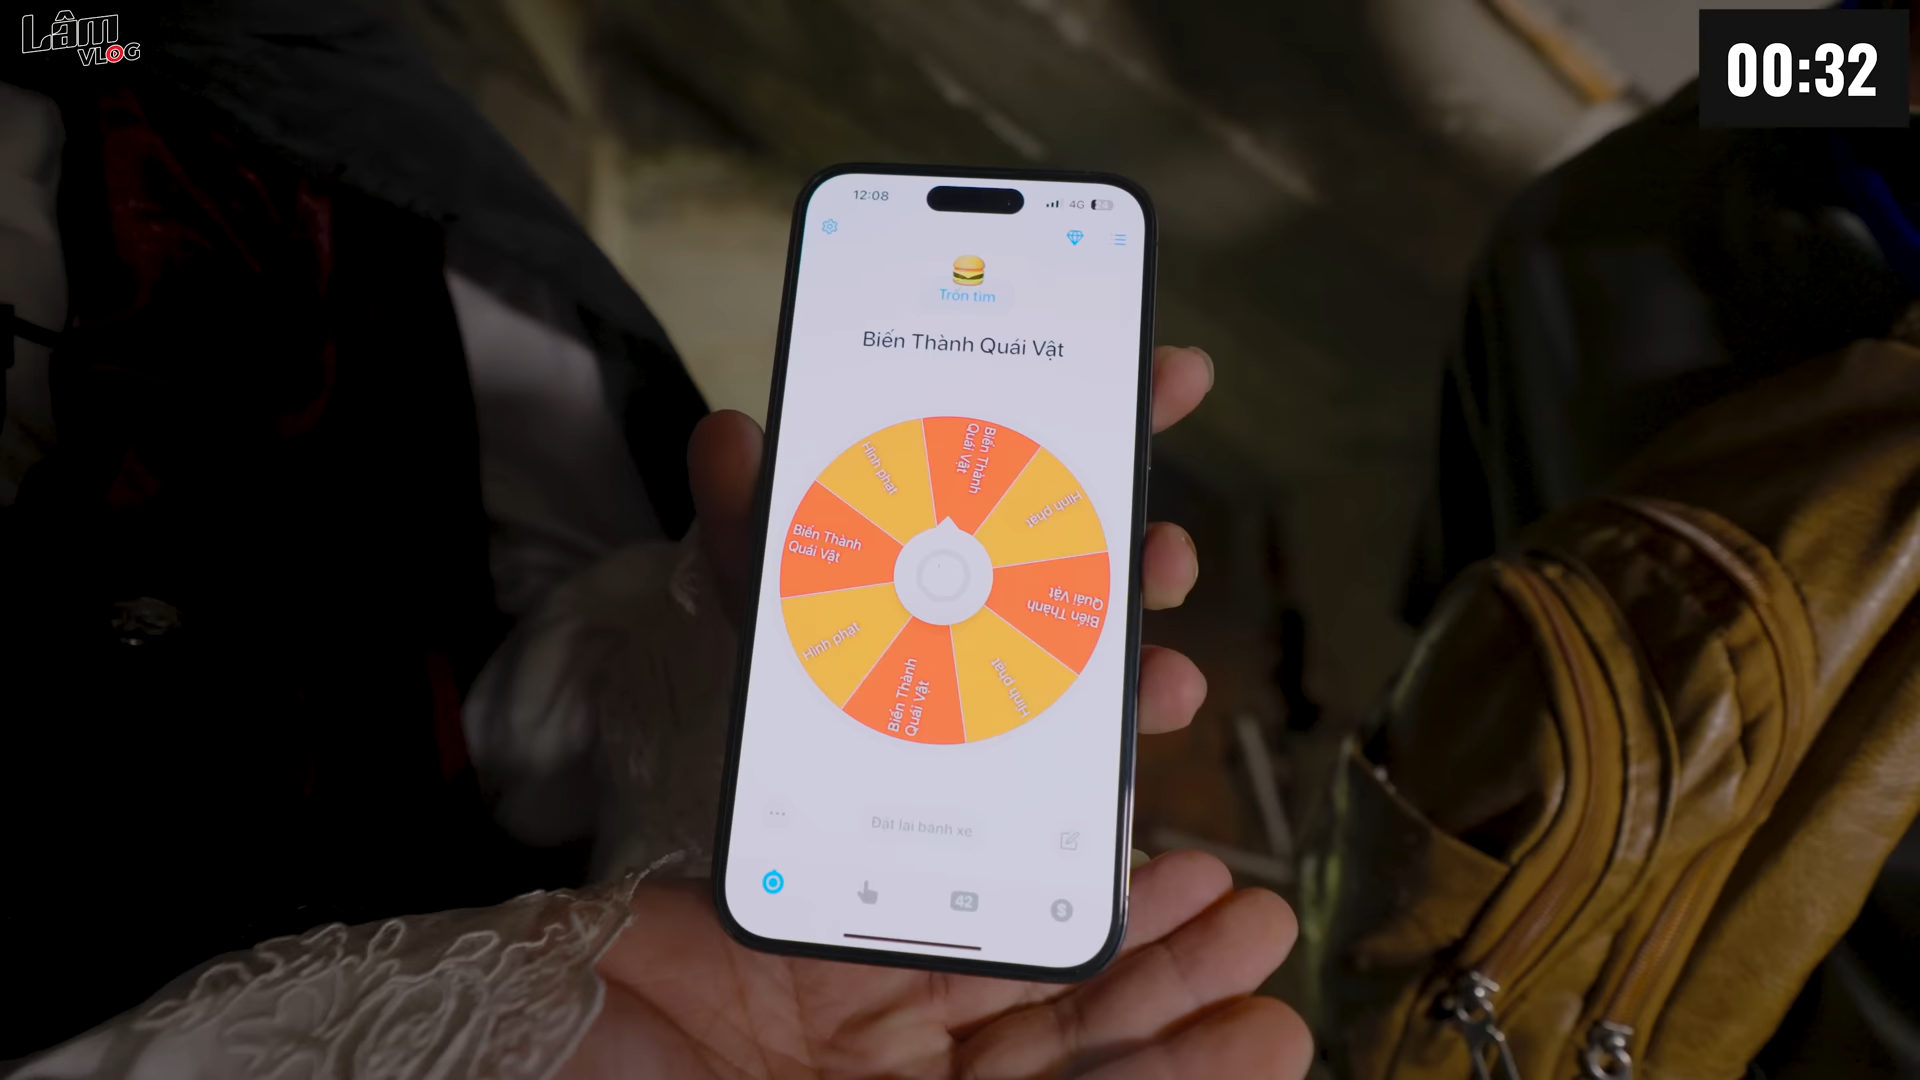 Lâm
VLOG
00:32
12:08
4G
Trốn tìm
Biến Thành Quái Vật
Biến Thành
Quái Vật
Hình phạt
Hình phạt
Biến Thành
Quái Vật
Biến Thành
Quái Vật
Hình phạt
Hình phạt
Biến Thành
Quái Vật
Đặt lại bánh xe
42
$